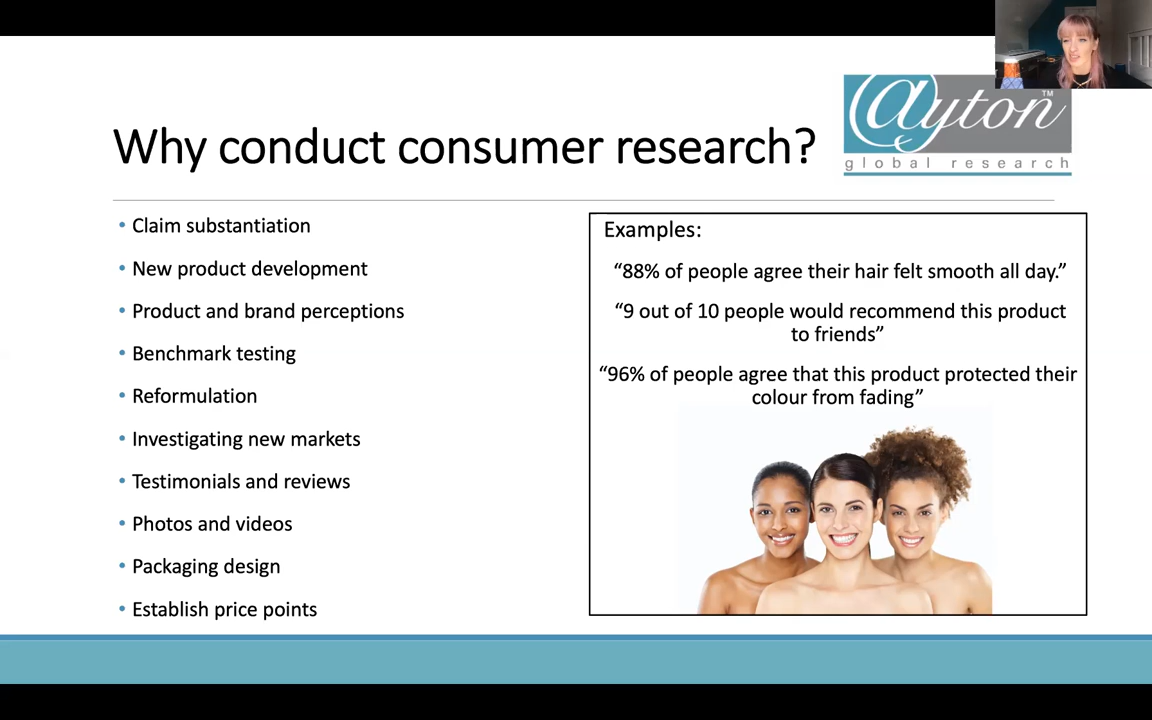 Why conduct consumer research?
@yton™
global research
• Claim substantiation
• New product development
• Product and brand perceptions
• Benchmark testing
• Reformulation
• Investigating new markets
• Testimonials and reviews
• Photos and videos
• Packaging design
• Establish price points
Examples:
“88% of people agree their hair felt smooth all day.”
“9 out of 10 people would recommend this product
to friends”
“96% of people agree that this product protected their
colour from fading”